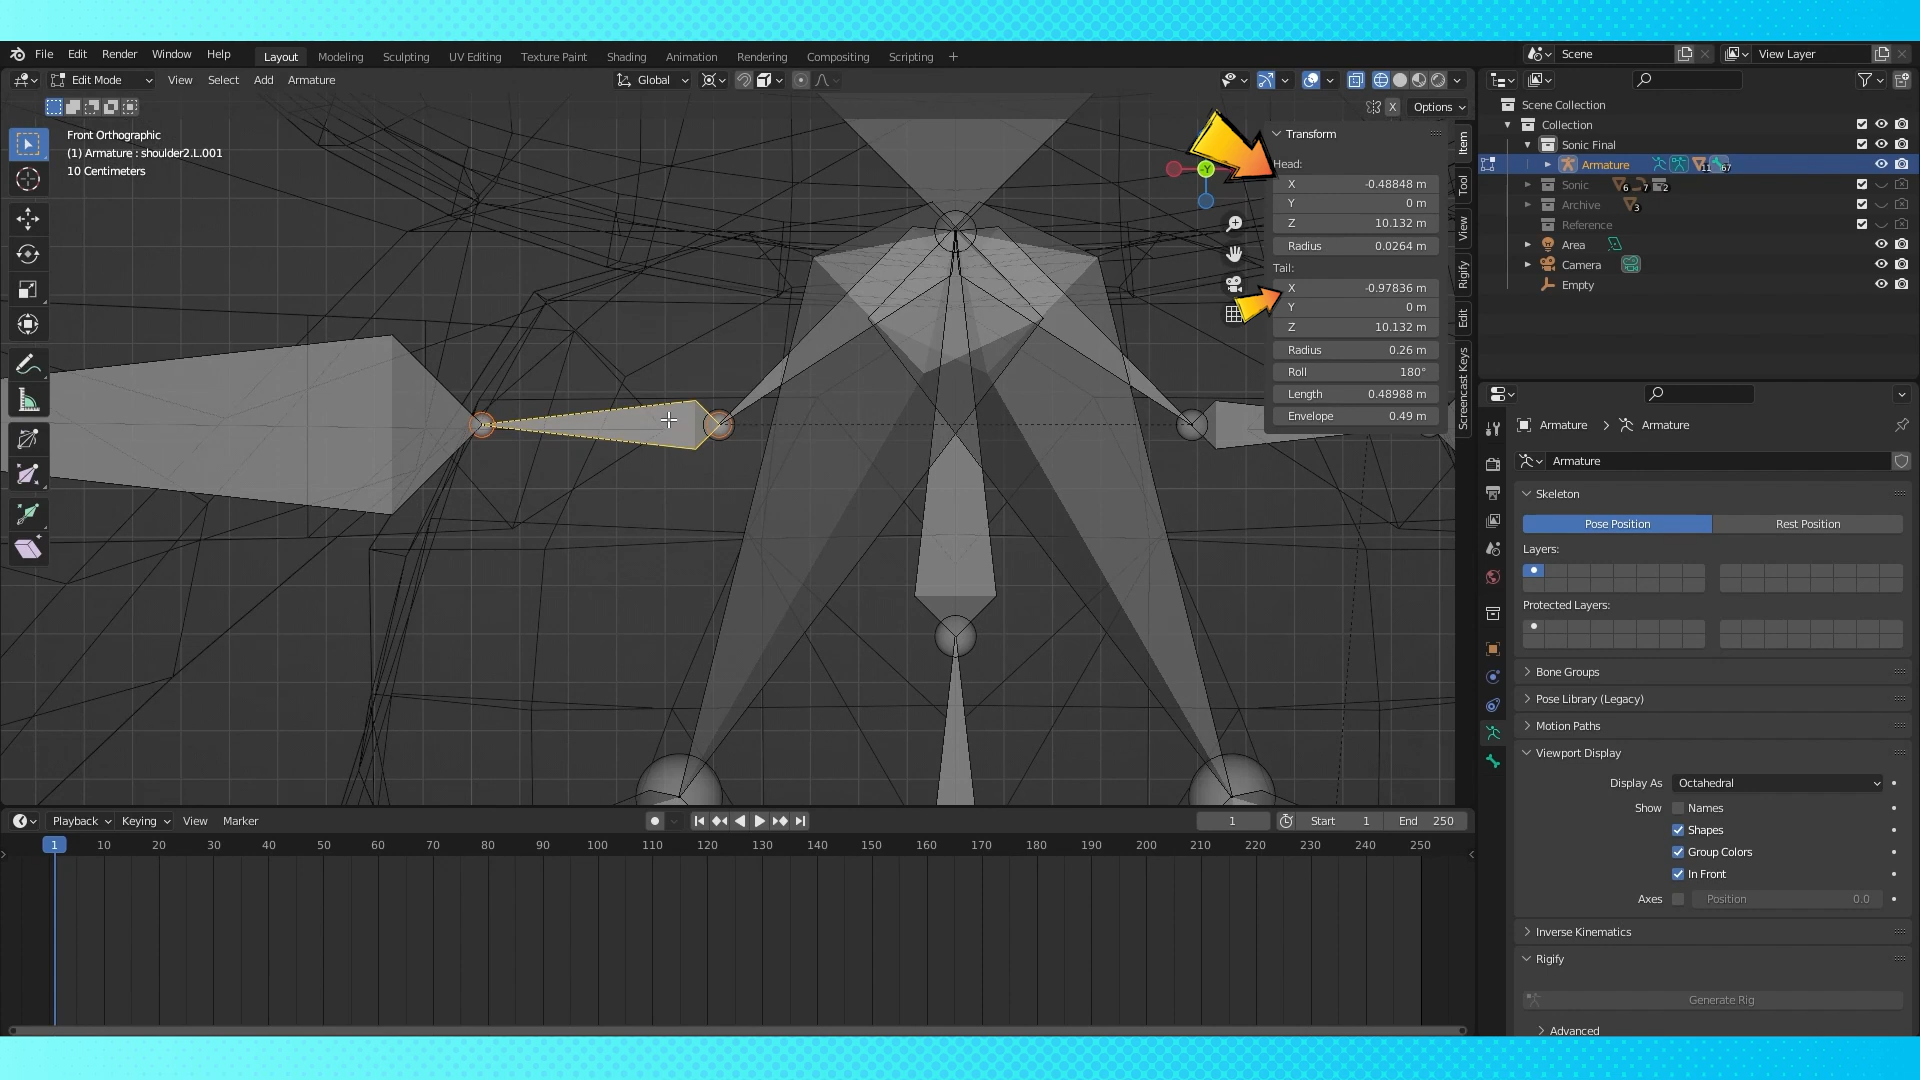 File Edit Render Window Help Layout Modeling Sculpting UV Editing Texture Paint Shading Animation Rendering Compositing Scripting + Scene View Layer
Edit Mode View Select Add Armature Global
X Options
Front Orthographic
(1) Armature : shoulder2.L.001
10 Centimeters
Y
Transform
Head:
X -0.48848 m
Y 0 m
Z 10.132 m
Radius 0.0264 m
Tail:
X -0.97836 m
Y 0 m
Z 10.132 m
Radius 0.26 m
Roll 180°
Length 0.48988 m
Envelope 0.49 m
Item
Tool
View
Rigify
Edit
Screencast Keys
Scene Collection
Collection
Sonic Final
Armature 11 67
Sonic 6 7 2
Archive 3
Reference
Area
Camera
Empty
Armature > Armature
Armature
Skeleton
Pose Position Rest Position
Layers:
Protected Layers:
Bone Groups
Pose Library (Legacy)
Motion Paths
Viewport Display
Display As Octahedral
Show Names
Shapes
Group Colors
In Front
Axes Position 0.0
Inverse Kinematics
Rigify
Generate Rig
Advanced
Playback Keying View Marker 1 Start 1 End 250
1 10 20 30 40 50 60 70 80 90 100 110 120 130 140 150 160 170 180 190 200 210 220 230 240 250